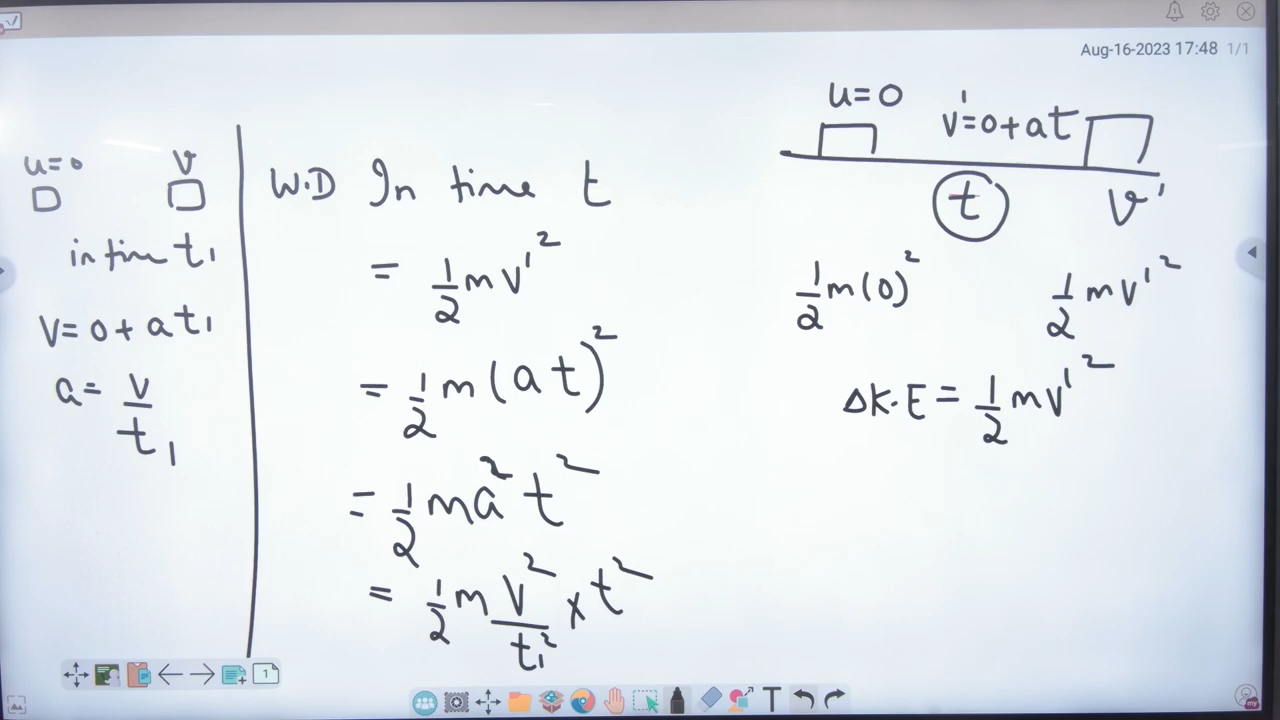 Aug-16-2023 17:48 1/1
u=0 v
in time t₁
v=0+at₁
a= v/t₁
W.D In time t
= 1/2 mv'²
= 1/2 m(at)²
= 1/2 ma²t²
= 1/2 m v²/t₁² × t²
u=0 v'=0+at
t v'
1/2 m(0)² 1/2 mv'²
ΔK.E = 1/2 mv'²
1
T
my